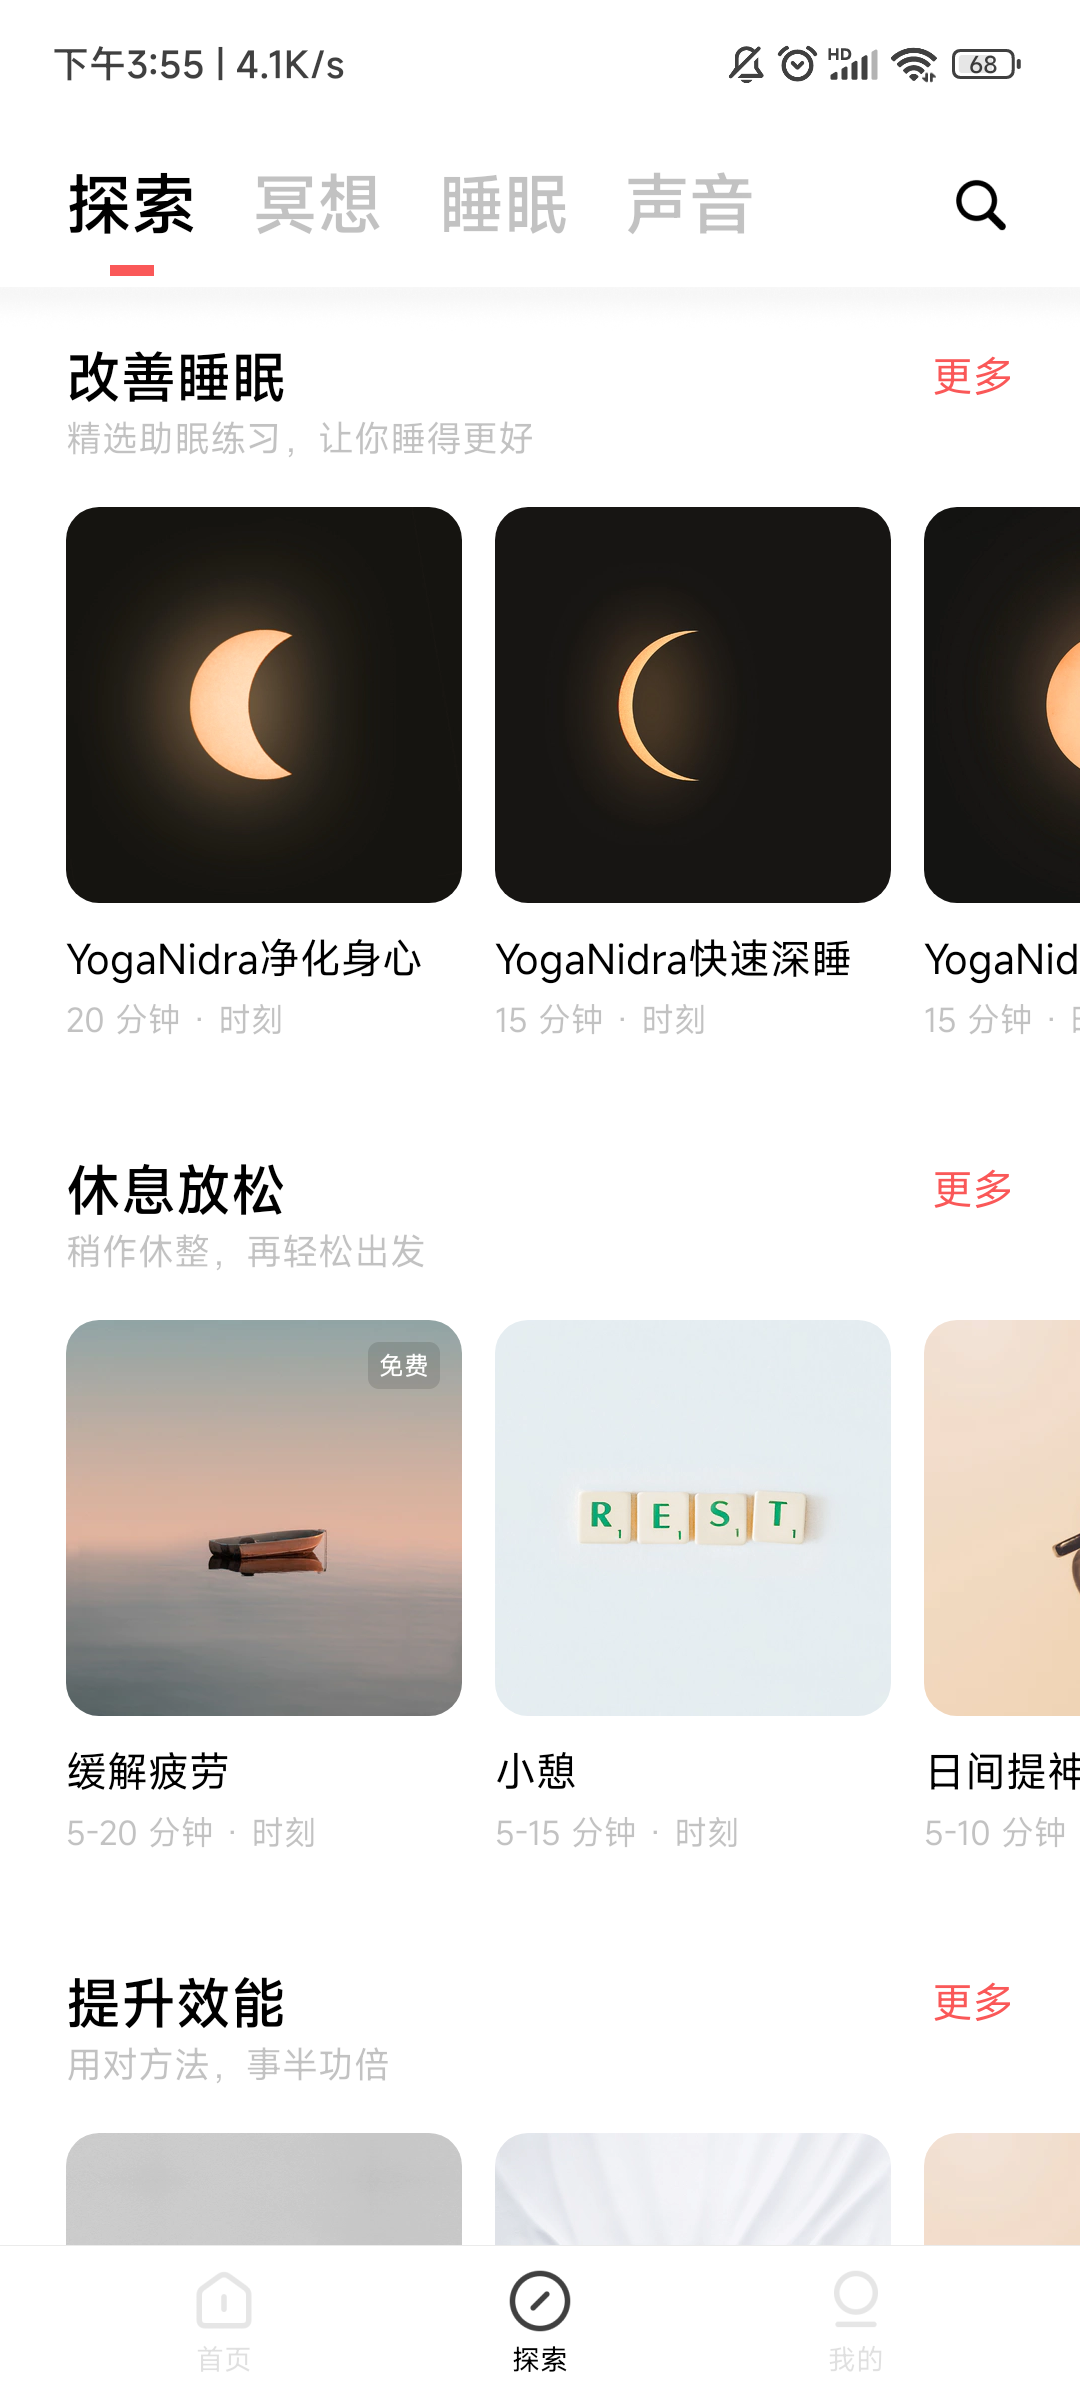 下午3:55 | 4.1K/s HD 68
探索 冥想 睡眠 声音
改善睡眠 更多
精选助眠练习，让你睡得更好
YogaNidra净化身心 YogaNidra快速深睡 YogaNid
20 分钟 · 时刻 15 分钟 · 时刻 15 分钟 ·
休息放松 更多
稍作休整，再轻松出发
免费
R1 E1 S1 T1
缓解疲劳 小憩 日间提神
5-20 分钟 · 时刻 5-15 分钟 · 时刻 5-10 分钟
提升效能 更多
用对方法，事半功倍
首页 探索 我的